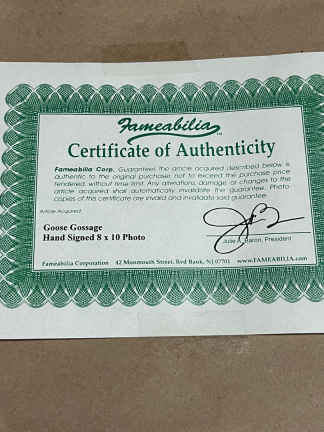 Fameabilia
Certificate of Authenticity
Fameabilia Corp. Guarantees the article acquired described below is
authentic to the original purchaser, not to exceed the purchase price
tendered, without time limit. Any alterations, damage, or changes to the
article acquired shall automatically invalidate this guarantee. Photo
copies of this certificate are invalid and invalidate said guarantee.
Article Acquired:
Goose Gossage
Hand Signed 8 x 10 Photo
Julie A. Baron, President
Fameabilia Corporation 42 Monmouth Street, Red Bank, NJ 07701 www.FAMEABILIA.com